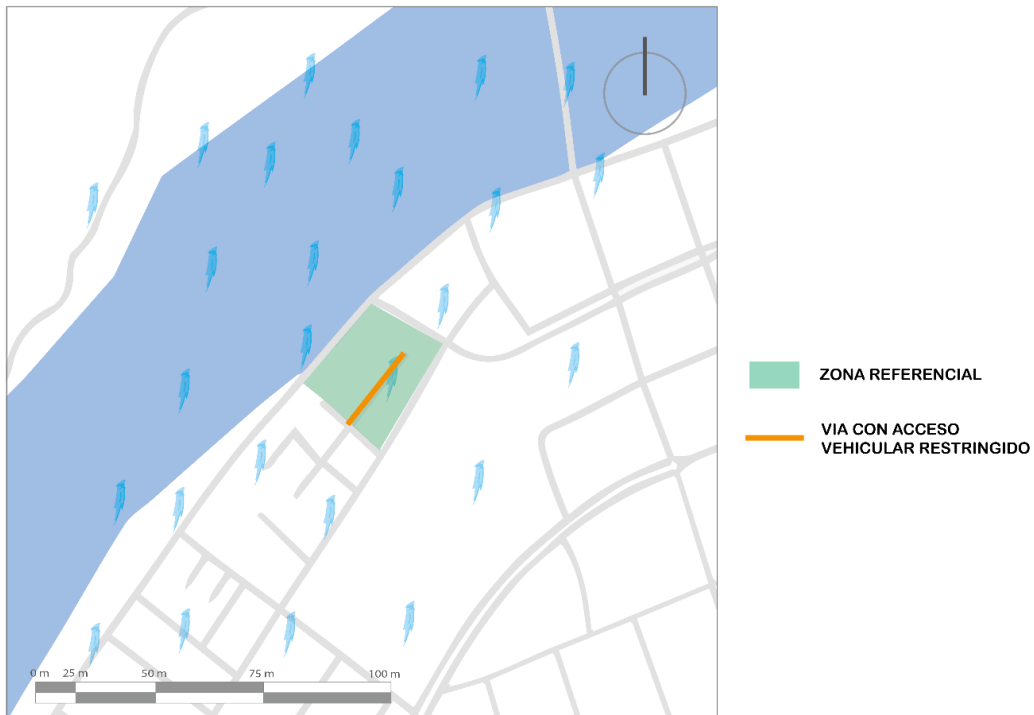 ZONA REFERENCIAL
VIA CON ACCESO
VEHICULAR RESTRINGIDO
0 m 25 m 50 m 75 m 100 m